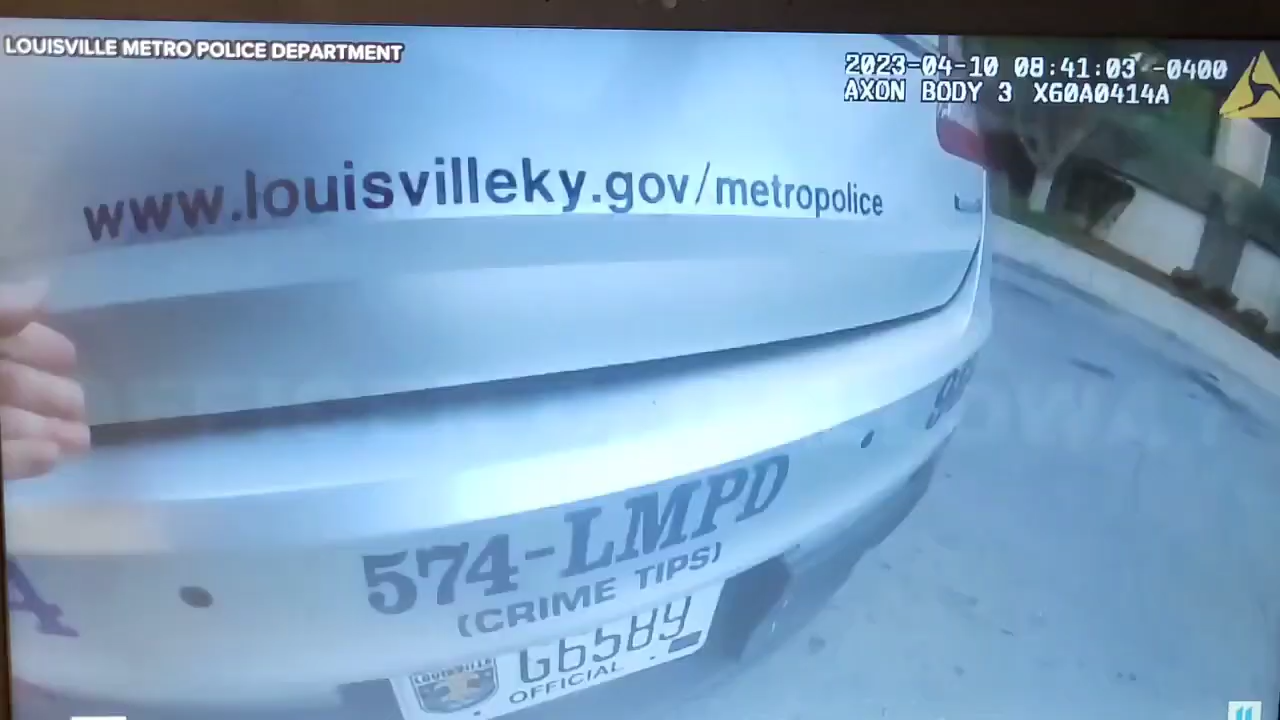 LOUISVILLE METRO POLICE DEPARTMENT
2023-04-10 08:41:03 -0400
AXON BODY 3 X60A0414A
www.louisvilleky.gov/metropolice
574-LMPD
(CRIME TIPS)
LOUISVILLE
G6589
OFFICIAL